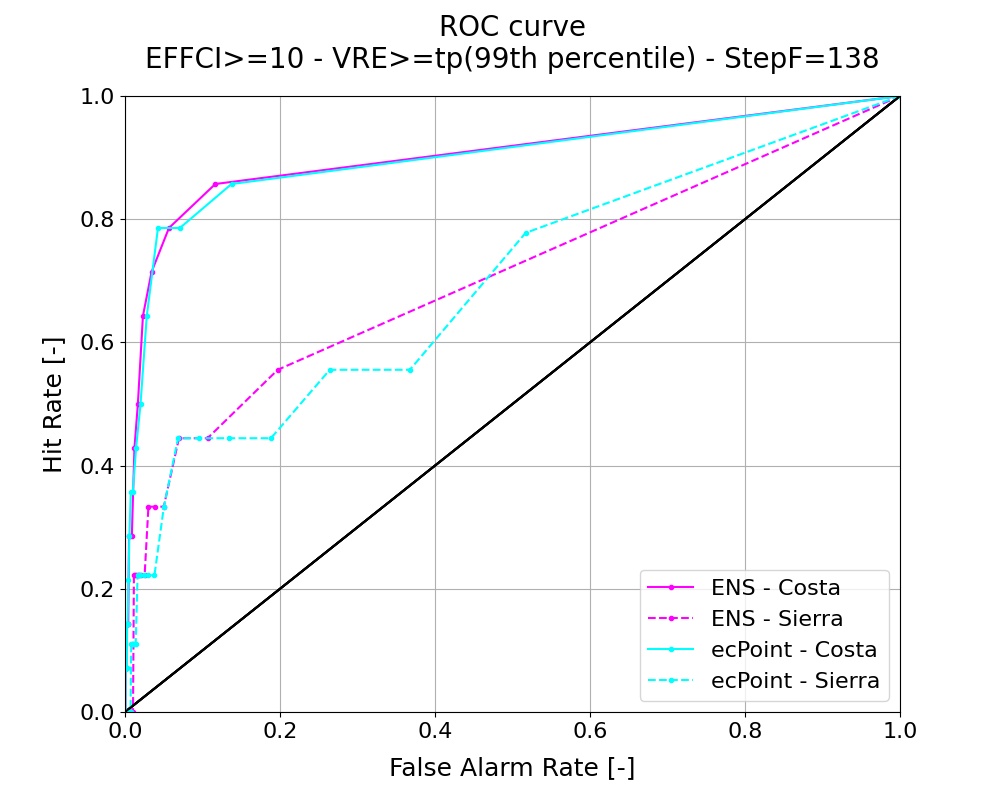 ROC curve
EFFCI>=10 - VRE>=tp(99th percentile) - StepF=138
1.0
0.8
0.6
0.4
0.2
0.0
Hit Rate [-]
0.0 0.2 0.4 0.6 0.8 1.0
False Alarm Rate [-]
ENS - Costa
ENS - Sierra
ecPoint - Costa
ecPoint - Sierra